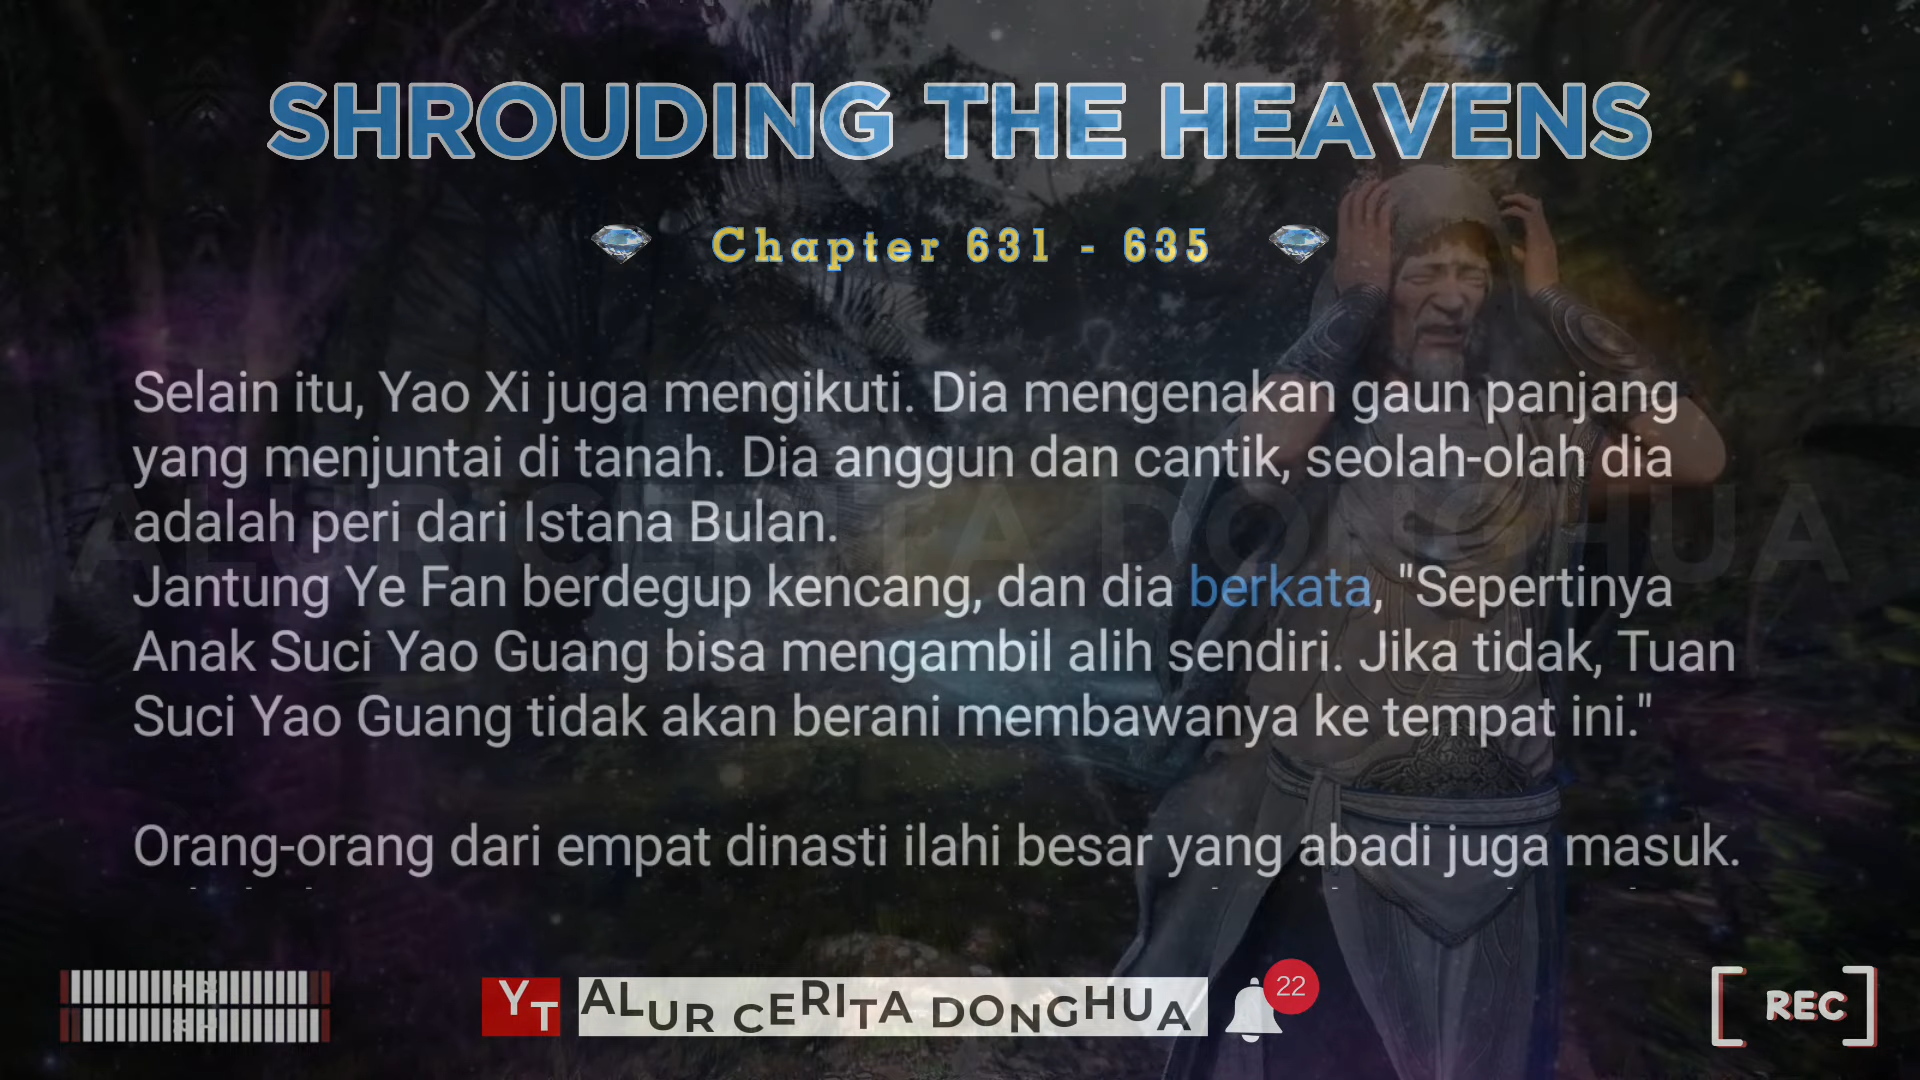 SHROUDING THE HEAVENS
Chapter 631 - 635
Selain itu, Yao Xi juga mengikuti. Dia mengenakan gaun panjang
yang menjuntai di tanah. Dia anggun dan cantik, seolah-olah dia
adalah peri dari Istana Bulan.
ALUR CERITA DONGHUA
Jantung Ye Fan berdegup kencang, dan dia berkata, "Sepertinya
Anak Suci Yao Guang bisa mengambil alih sendiri. Jika tidak, Tuan
Suci Yao Guang tidak akan berani membawanya ke tempat ini."
Orang-orang dari empat dinasti ilahi besar yang abadi juga masuk.
YT ALUR CERITA DONGHUA 22
REC